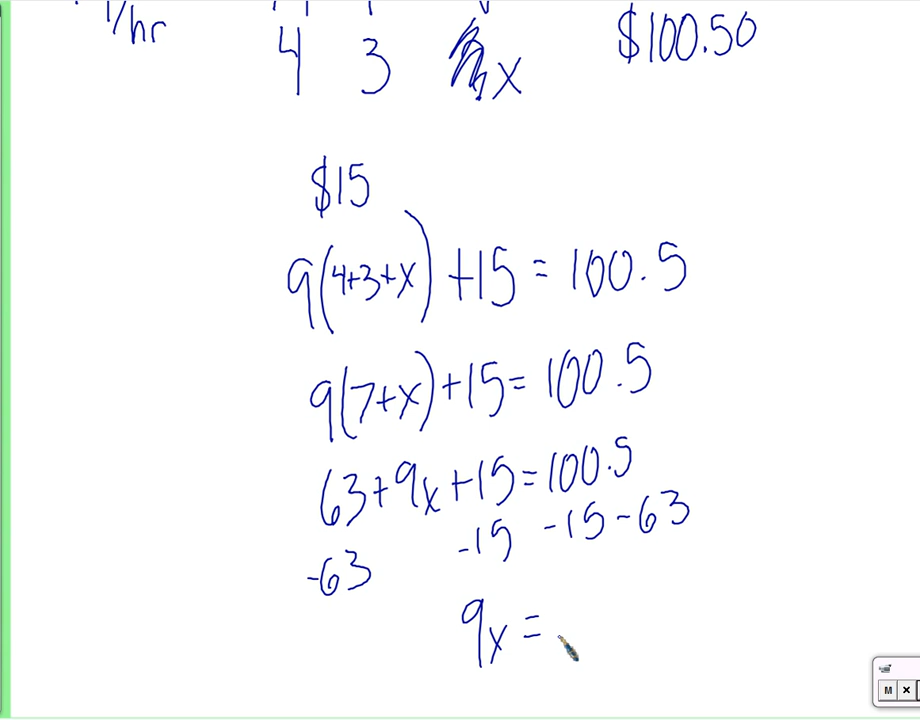 /hr
4 3 x $100.50
$15
9(4+3+x)+15=100.5
9(7+x)+15=100.5
63+9x+15=100.5
-63 -15 -15-63
9x=
M ×